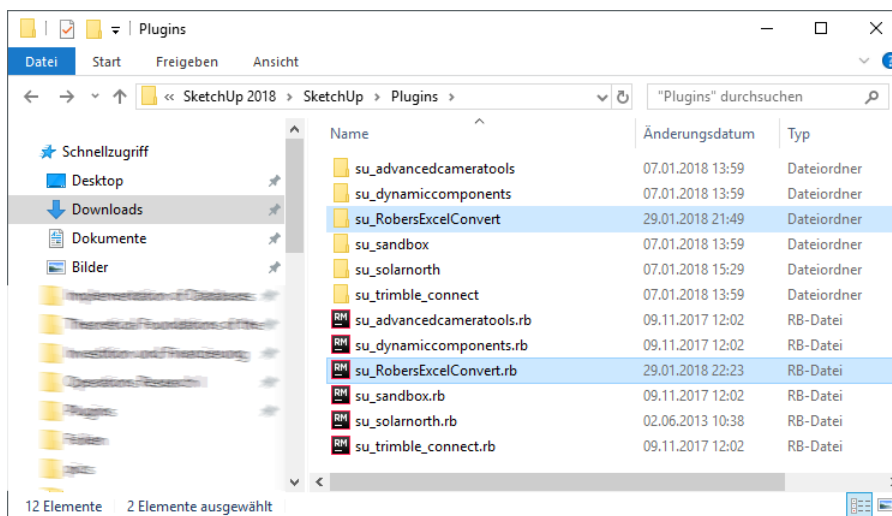 Plugins
Datei Start Freigeben Ansicht
« SketchUp 2018 › SketchUp › Plugins › "Plugins" durchsuchen
Name Änderungsdatum Typ
Schnellzugriff
Desktop
Downloads
Dokumente
Bilder
su_advancedcameratools 07.01.2018 13:59 Dateiordner
su_dynamiccomponents 07.01.2018 13:59 Dateiordner
su_RobersExcelConvert 29.01.2018 21:49 Dateiordner
su_sandbox 07.01.2018 13:59 Dateiordner
su_solarnorth 07.01.2018 15:29 Dateiordner
su_trimble_connect 07.01.2018 13:59 Dateiordner
RM su_advancedcameratools.rb 09.11.2017 12:02 RB-Datei
RM su_dynamiccomponents.rb 09.11.2017 12:02 RB-Datei
RM su_RobersExcelConvert.rb 29.01.2018 22:23 RB-Datei
RM su_sandbox.rb 09.11.2017 12:02 RB-Datei
RM su_solarnorth.rb 02.06.2013 10:38 RB-Datei
RM su_trimble_connect.rb 09.11.2017 12:02 RB-Datei
12 Elemente 2 Elemente ausgewählt